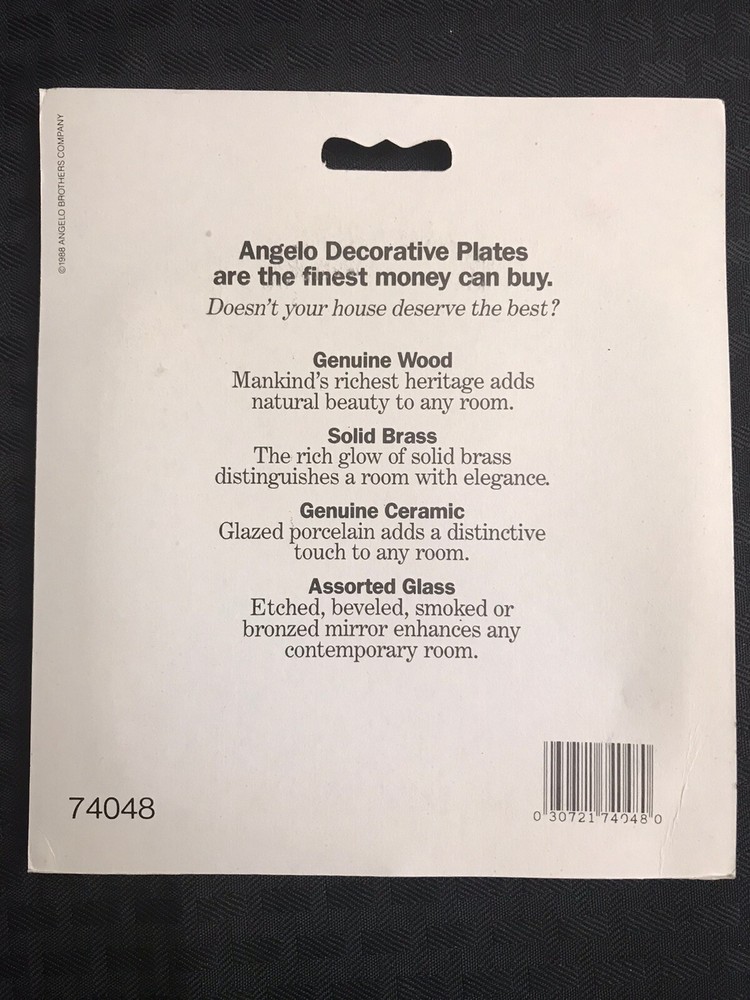 ©1988 ANGELO BROTHERS COMPANY
Angelo Decorative Plates
are the finest money can buy.
Doesn't your house deserve the best?
Genuine Wood
Mankind's richest heritage adds
natural beauty to any room.
Solid Brass
The rich glow of solid brass
distinguishes a room with elegance.
Genuine Ceramic
Glazed porcelain adds a distinctive
touch to any room.
Assorted Glass
Etched, beveled, smoked or
bronzed mirror enhances any
contemporary room.
74048
0 30721 74048 0